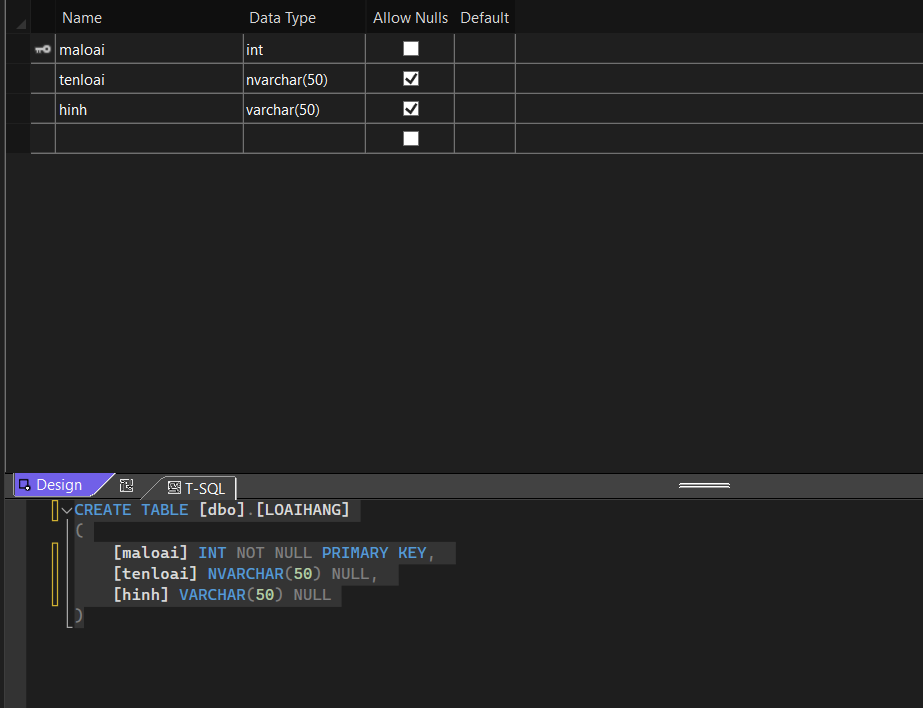 Name Data Type Allow Nulls Default
maloai int
tenloai nvarchar(50)
hinh varchar(50)
Design T-SQL
CREATE TABLE [dbo].[LOAIHANG]
(
[maloai] INT NOT NULL PRIMARY KEY,
[tenloai] NVARCHAR(50) NULL,
[hinh] VARCHAR(50) NULL
)